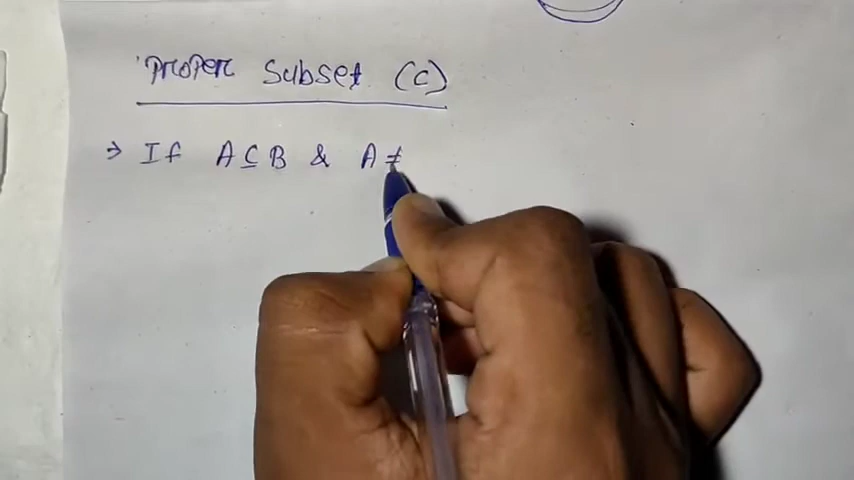 Proper Subset (⊂)
→ If A ⊆ B & A ≠